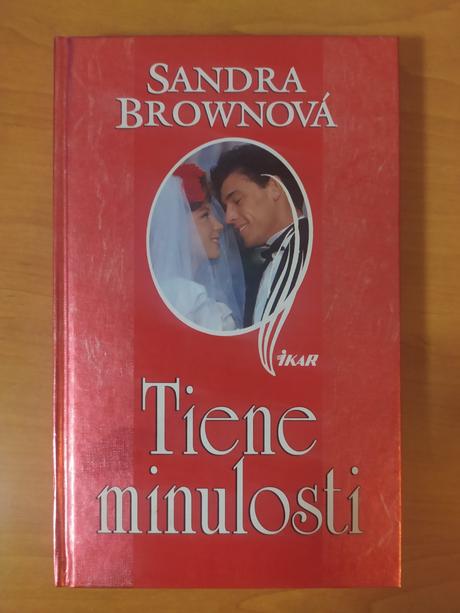 SANDRA
BROWNOVÁ
IKAR
Tiene
minulosti